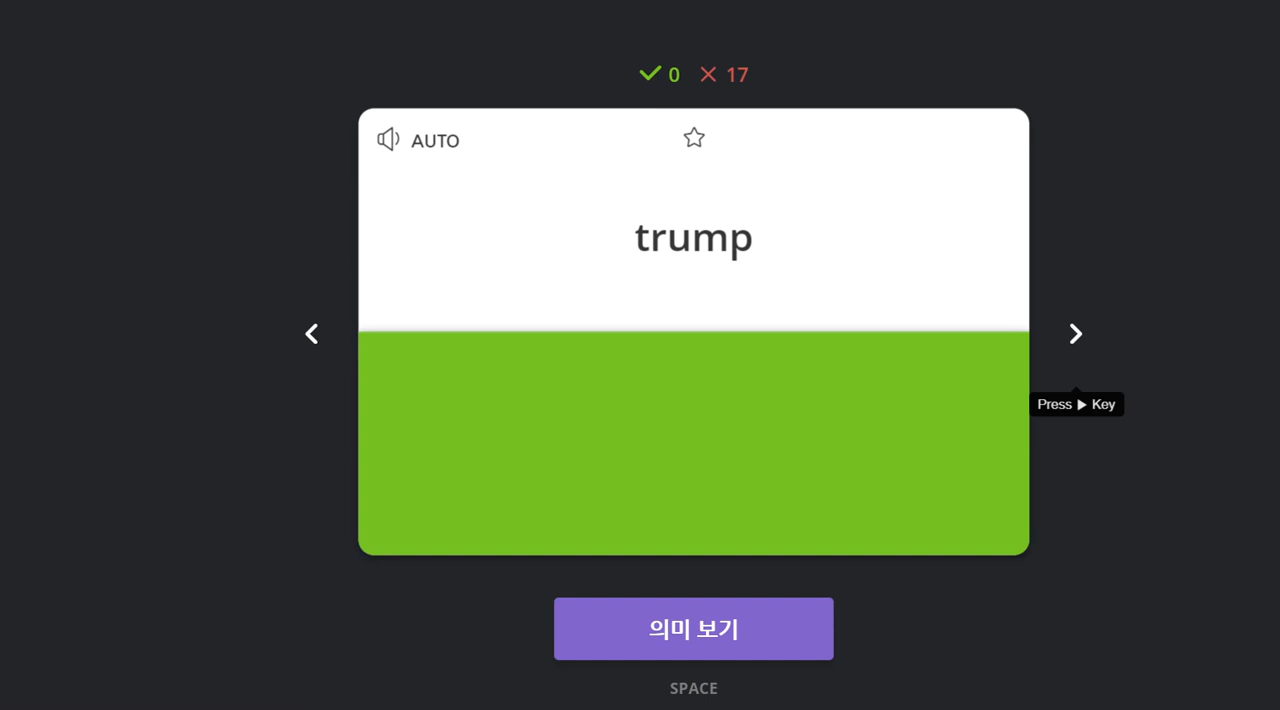 0 17
AUTO
trump
Press ▶ Key
의미 보기
SPACE